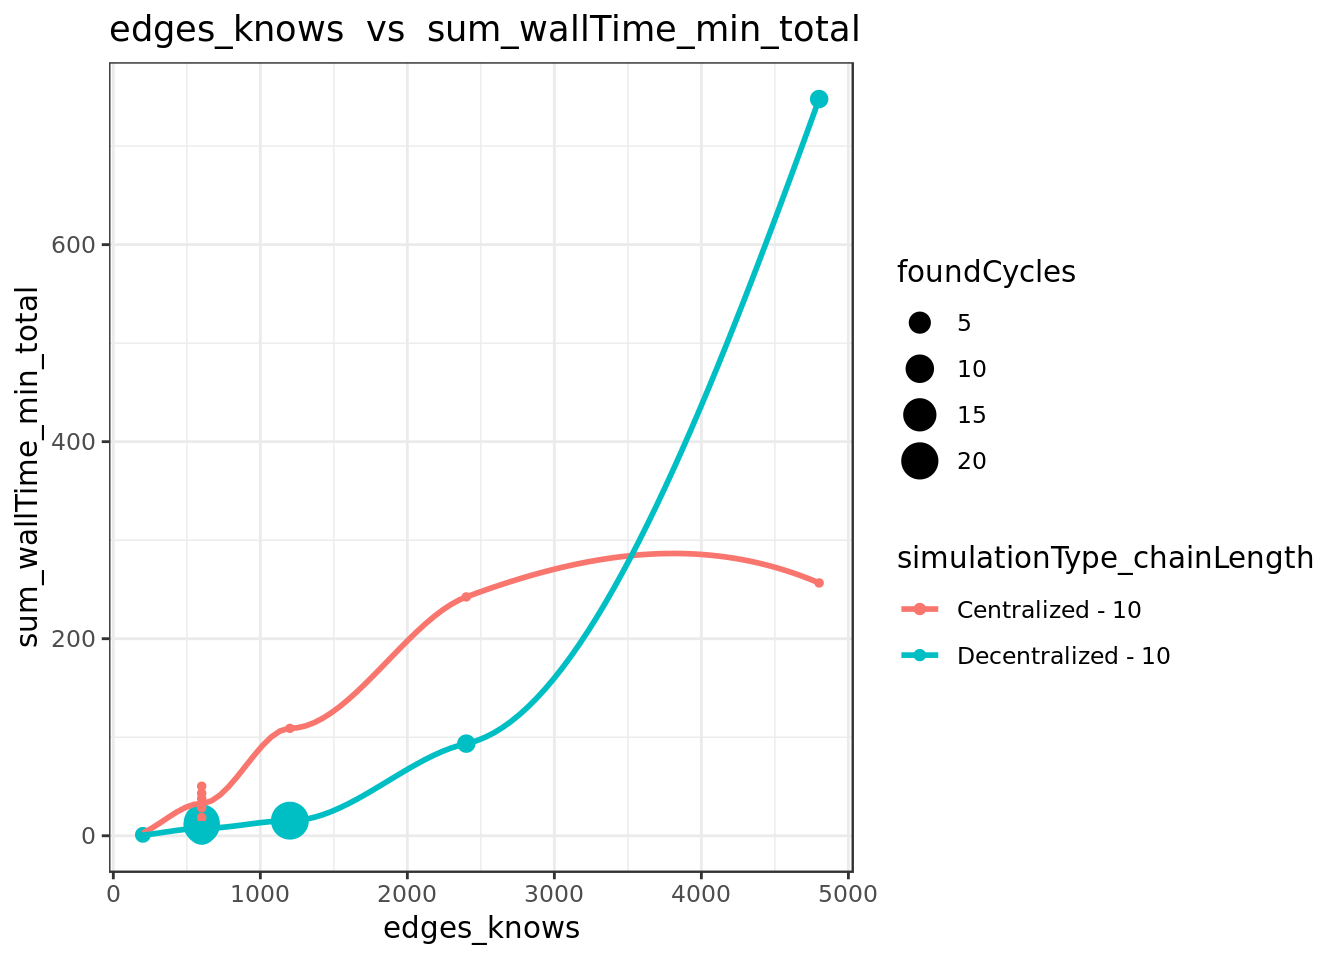 edges_knows  vs  sum_wallTime_min_total
sum_wallTime_min_total
600
400
200
0
0
1000
2000
3000
4000
5000
edges_knows
foundCycles
5
10
15
20
simulationType_chainLength
Centralized - 10
Decentralized - 10